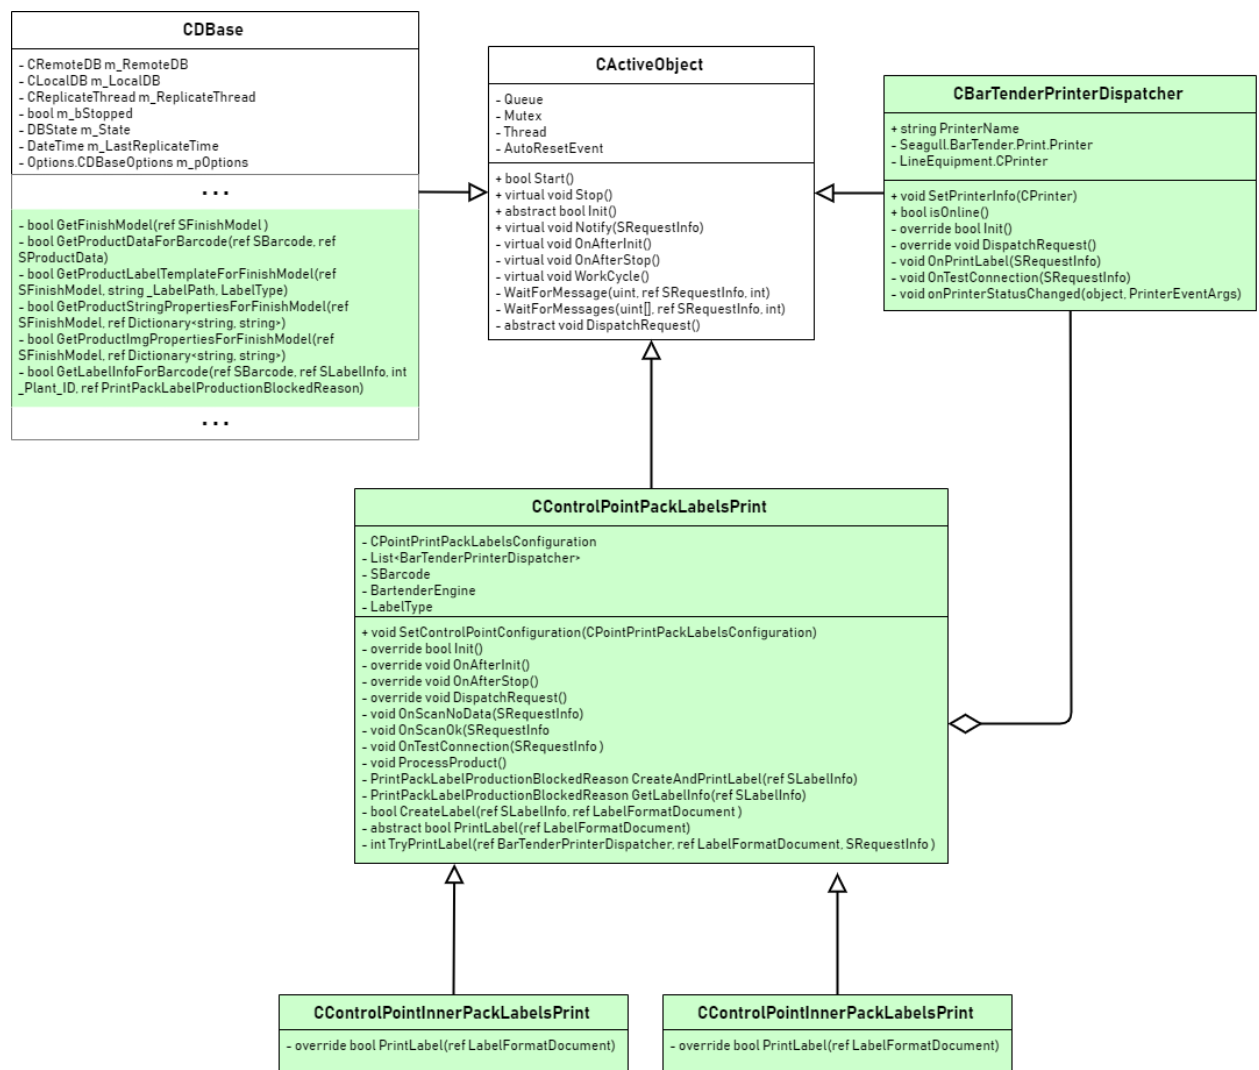 CDBase
- CRemoteDB m_RemoteDB
- CLocalDB m_LocalDB
- CReplicateThread m_ReplicateThread
- bool m_bStopped
- DBState m_State
- DateTime m_LastReplicateTime
- Options.CDBaseOptions m_pOptions
...
- bool GetFinishModel(ref SFinishModel )
- bool GetProductDataForBarcode(ref SBarcode, ref
SProductData)
- bool GetProductLabelTemplateForFinishModel(ref
SFinishModel, string _LabelPath, LabelType)
- bool GetProductStringPropertiesForFinishModel(ref
SFinishModel, ref Dictionary<string, string>)
- bool GetProductImgPropertiesForFinishModel(ref
SFinishModel, ref Dictionary<string, string>)
- bool GetLabelInfoForBarcode(ref SBarcode, ref SLabelInfo, int
_Plant_ID, ref PrintPackLabelProductionBlockedReason)
...
CActiveObject
- Queue
- Mutex
- Thread
- AutoResetEvent
+ bool Start()
+ virtual void Stop()
+ abstract bool Init()
+ virtual void Notify(SRequestInfo)
- virtual void OnAfterInit()
- virtual void OnAfterStop()
- virtual void WorkCycle()
- WaitForMessage(uint, ref SRequestInfo, int)
- WaitForMessages(uint[], ref SRequestInfo, int)
- abstract void DispatchRequest()
CBarTenderPrinterDispatcher
+ string PrinterName
- Seagull.BarTender.Print.Printer
- LineEquipment.CPrinter
+ void SetPrinterInfo(CPrinter)
+ bool isOnline()
- override bool Init()
- override void DispatchRequest()
- void OnPrintLabel(SRequestInfo)
- void OnTestConnection(SRequestInfo)
- void onPrinterStatusChanged(object, PrinterEventArgs)
CControlPointPackLabelsPrint
- CPointPrintPackLabelsConfiguration
- List<BarTenderPrinterDispatcher>
- SBarcode
- BartenderEngine
- LabelType
+ void SetControlPointConfiguration(CPointPrintPackLabelsConfiguration)
- override bool Init()
- override void OnAfterInit()
- override void OnAfterStop()
- override void DispatchRequest()
- void OnScanNoData(SRequestInfo)
- void OnScanOk(SRequestInfo
- void OnTestConnection(SRequestInfo )
- void ProcessProduct()
- PrintPackLabelProductionBlockedReason CreateAndPrintLabel(ref SLabelInfo)
- PrintPackLabelProductionBlockedReason GetLabelInfo(ref SLabelInfo)
- bool CreateLabel(ref SLabelInfo, ref LabelFormatDocument )
- abstract bool PrintLabel(ref LabelFormatDocument)
- int TryPrintLabel(ref BarTenderPrinterDispatcher, ref LabelFormatDocument, SRequestInfo )
CControlPointInnerPackLabelsPrint
- override bool PrintLabel(ref LabelFormatDocument)
CControlPointInnerPackLabelsPrint
- override bool PrintLabel(ref LabelFormatDocument)